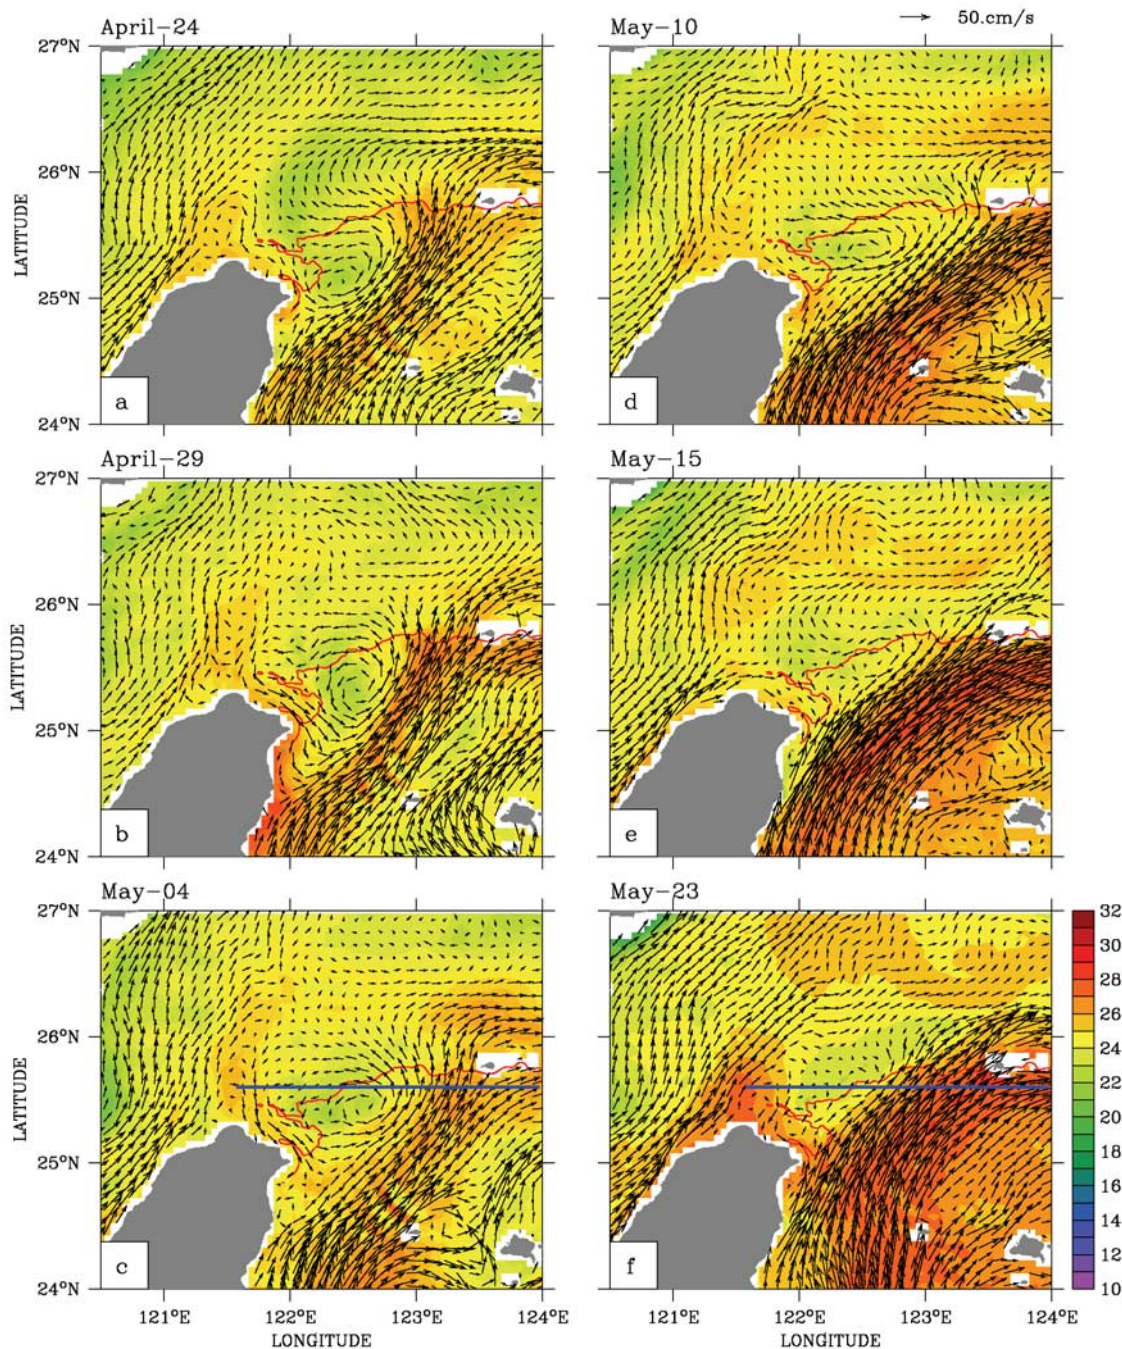 April-24
May-10
50.cm/s
27°N
26°N
25°N
24°N
LATITUDE
a
d
April-29
May-15
27°N
26°N
25°N
24°N
LATITUDE
b
e
May-04
May-23
27°N
26°N
25°N
24°N
LATITUDE
c
f
32
30
28
26
24
22
20
18
16
14
12
10
121°E
122°E
123°E
124°E
121°E
122°E
123°E
124°E
LONGITUDE
LONGITUDE